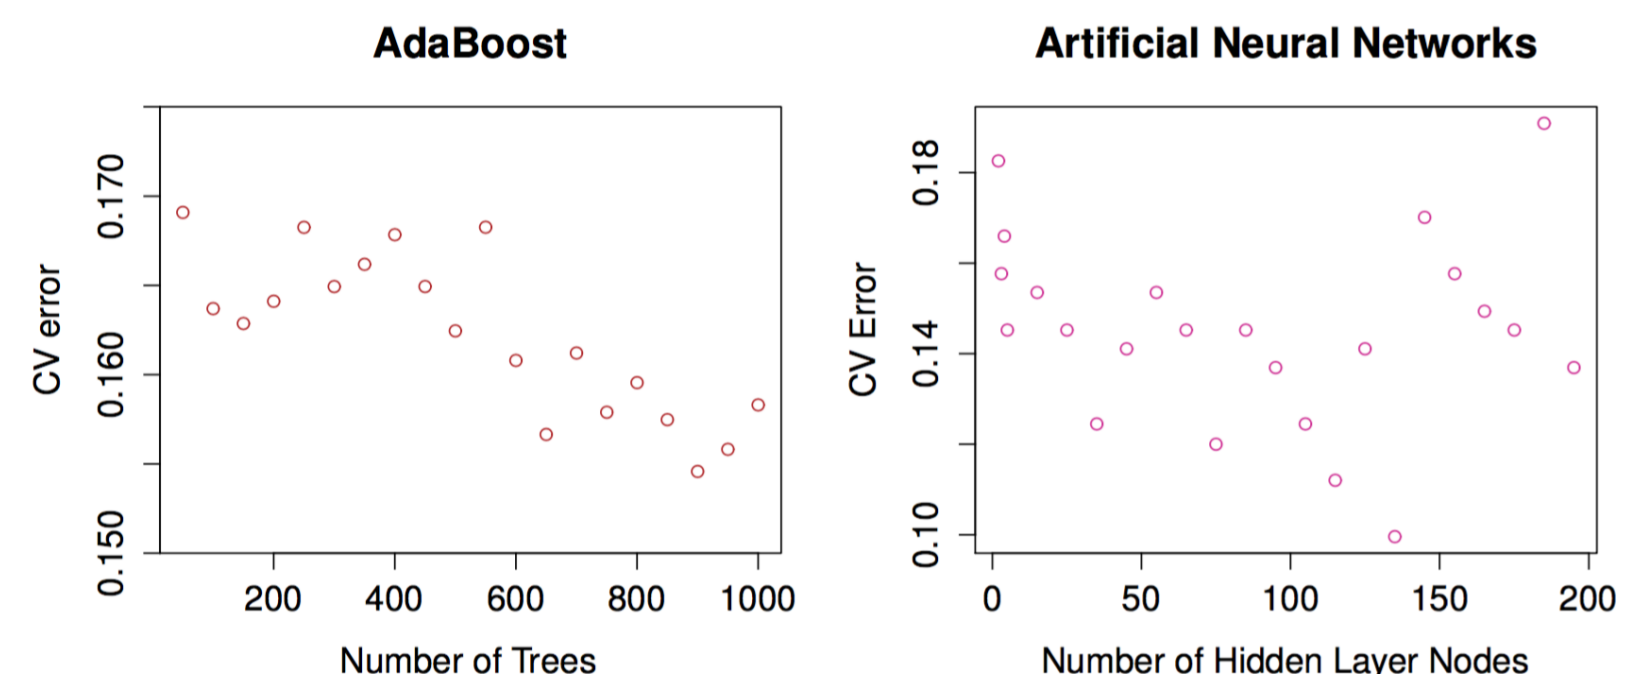 AdaBoost
CV error
0.150
0.160
0.170
200
400
600
800
1000
Number of Trees
Artificial Neural Networks
CV Error
0.10
0.14
0.18
0
50
100
150
200
Number of Hidden Layer Nodes